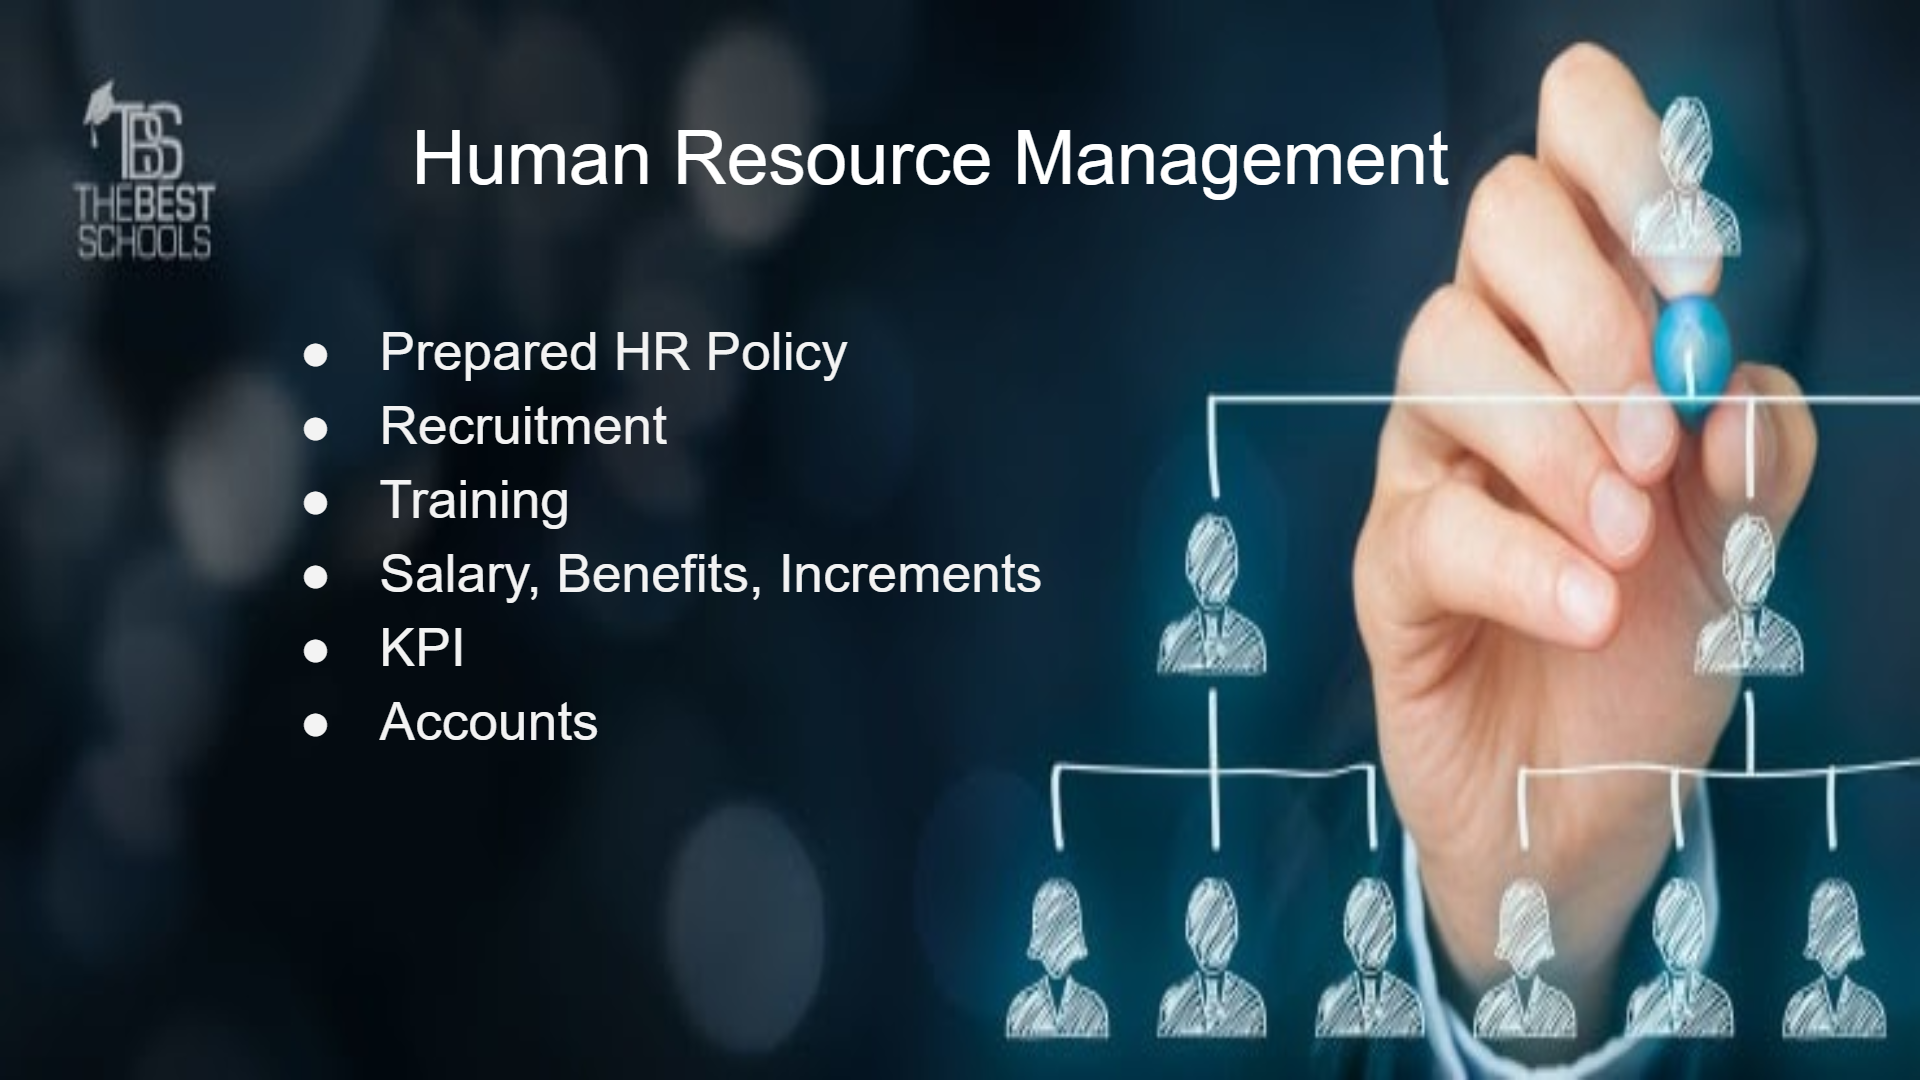 TBS
THEBEST
SCHOOLS
Human Resource Management
● Prepared HR Policy
● Recruitment
● Training
● Salary, Benefits, Increments
● KPI
● Accounts